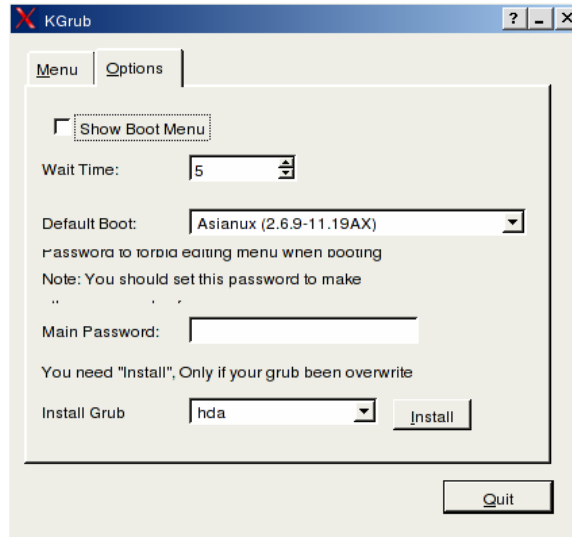 KGrub
Menu Options
Show Boot Menu
Wait Time: 5
Default Boot: Asianux (2.6.9-11.19AX)
Password to forbid editing menu when booting
Note: You should set this password to make
Main Password:
You need "Install", Only if your grub been overwrite
Install Grub hda Install
Quit